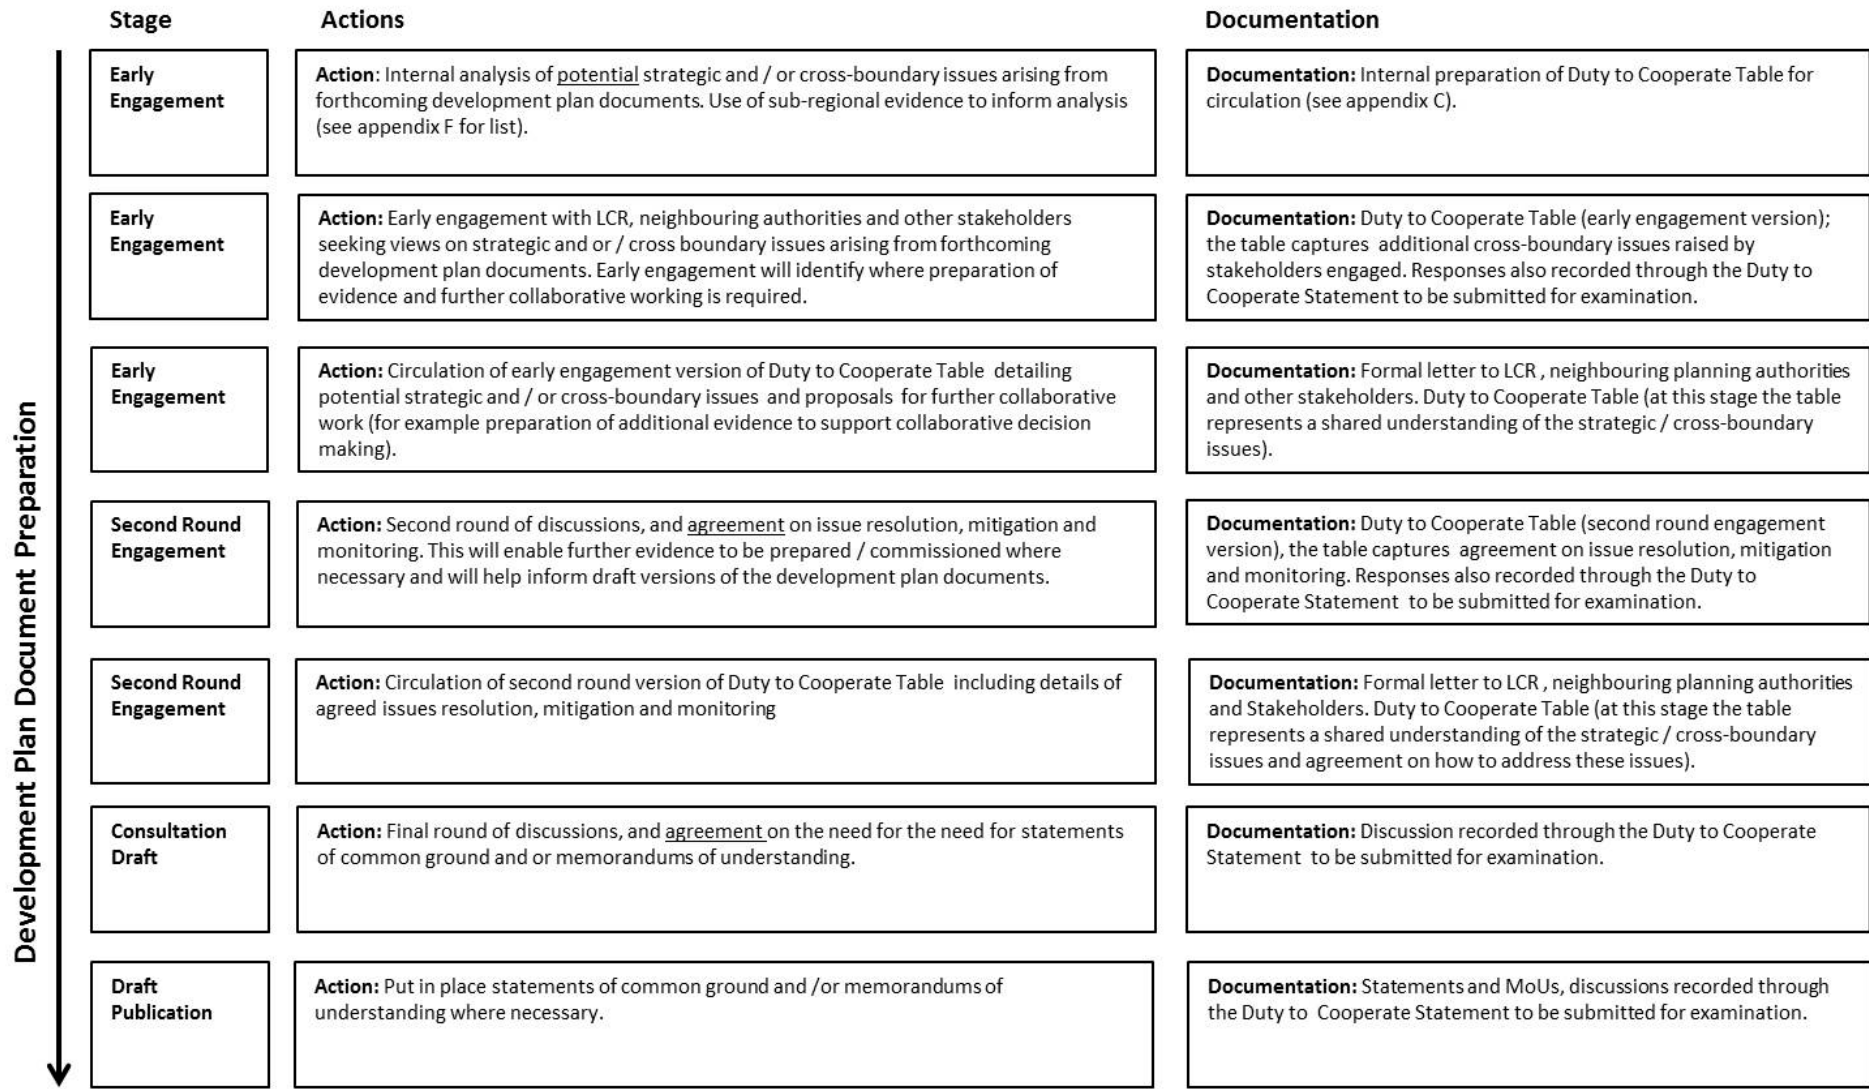 Stage
Actions
Documentation
Development Plan Document Preparation
Early
Engagement
Action: Internal analysis of potential strategic and / or cross-boundary issues arising from
forthcoming development plan documents. Use of sub-regional evidence to inform analysis
(see appendix F for list).
Documentation: Internal preparation of Duty to Cooperate Table for
circulation (see appendix C).
Early
Engagement
Action: Early engagement with LCR, neighbouring authorities and other stakeholders
seeking views on strategic and or / cross boundary issues arising from forthcoming
development plan documents. Early engagement will identify where preparation of
evidence and further collaborative working is required.
Documentation: Duty to Cooperate Table (early engagement version);
the table captures additional cross-boundary issues raised by
stakeholders engaged. Responses also recorded through the Duty to
Cooperate Statement to be submitted for examination.
Early
Engagement
Action: Circulation of early engagement version of Duty to Cooperate Table detailing
potential strategic and / or cross-boundary issues and proposals for further collaborative
work (for example preparation of additional evidence to support collaborative decision
making).
Documentation: Formal letter to LCR , neighbouring planning authorities
and other stakeholders. Duty to Cooperate Table (at this stage the table
represents a shared understanding of the strategic / cross-boundary
issues).
Second Round
Engagement
Action: Second round of discussions, and agreement on issue resolution, mitigation and
monitoring. This will enable further evidence to be prepared / commissioned where
necessary and will help inform draft versions of the development plan documents.
Documentation: Duty to Cooperate Table (second round engagement
version), the table captures agreement on issue resolution, mitigation
and monitoring. Responses also recorded through the Duty to
Cooperate Statement to be submitted for examination.
Second Round
Engagement
Action: Circulation of second round version of Duty to Cooperate Table including details of
agreed issues resolution, mitigation and monitoring
Documentation: Formal letter to LCR , neighbouring planning authorities
and Stakeholders. Duty to Cooperate Table (at this stage the table
represents a shared understanding of the strategic / cross-boundary
issues and agreement on how to address these issues).
Consultation
Draft
Action: Final round of discussions, and agreement on the need for the need for statements
of common ground and or memorandums of understanding.
Documentation: Discussion recorded through the Duty to Cooperate
Statement to be submitted for examination.
Draft
Publication
Action: Put in place statements of common ground and /or memorandums of
understanding where necessary.
Documentation: Statements and MoUs, discussions recorded through
the Duty to Cooperate Statement to be submitted for examination.